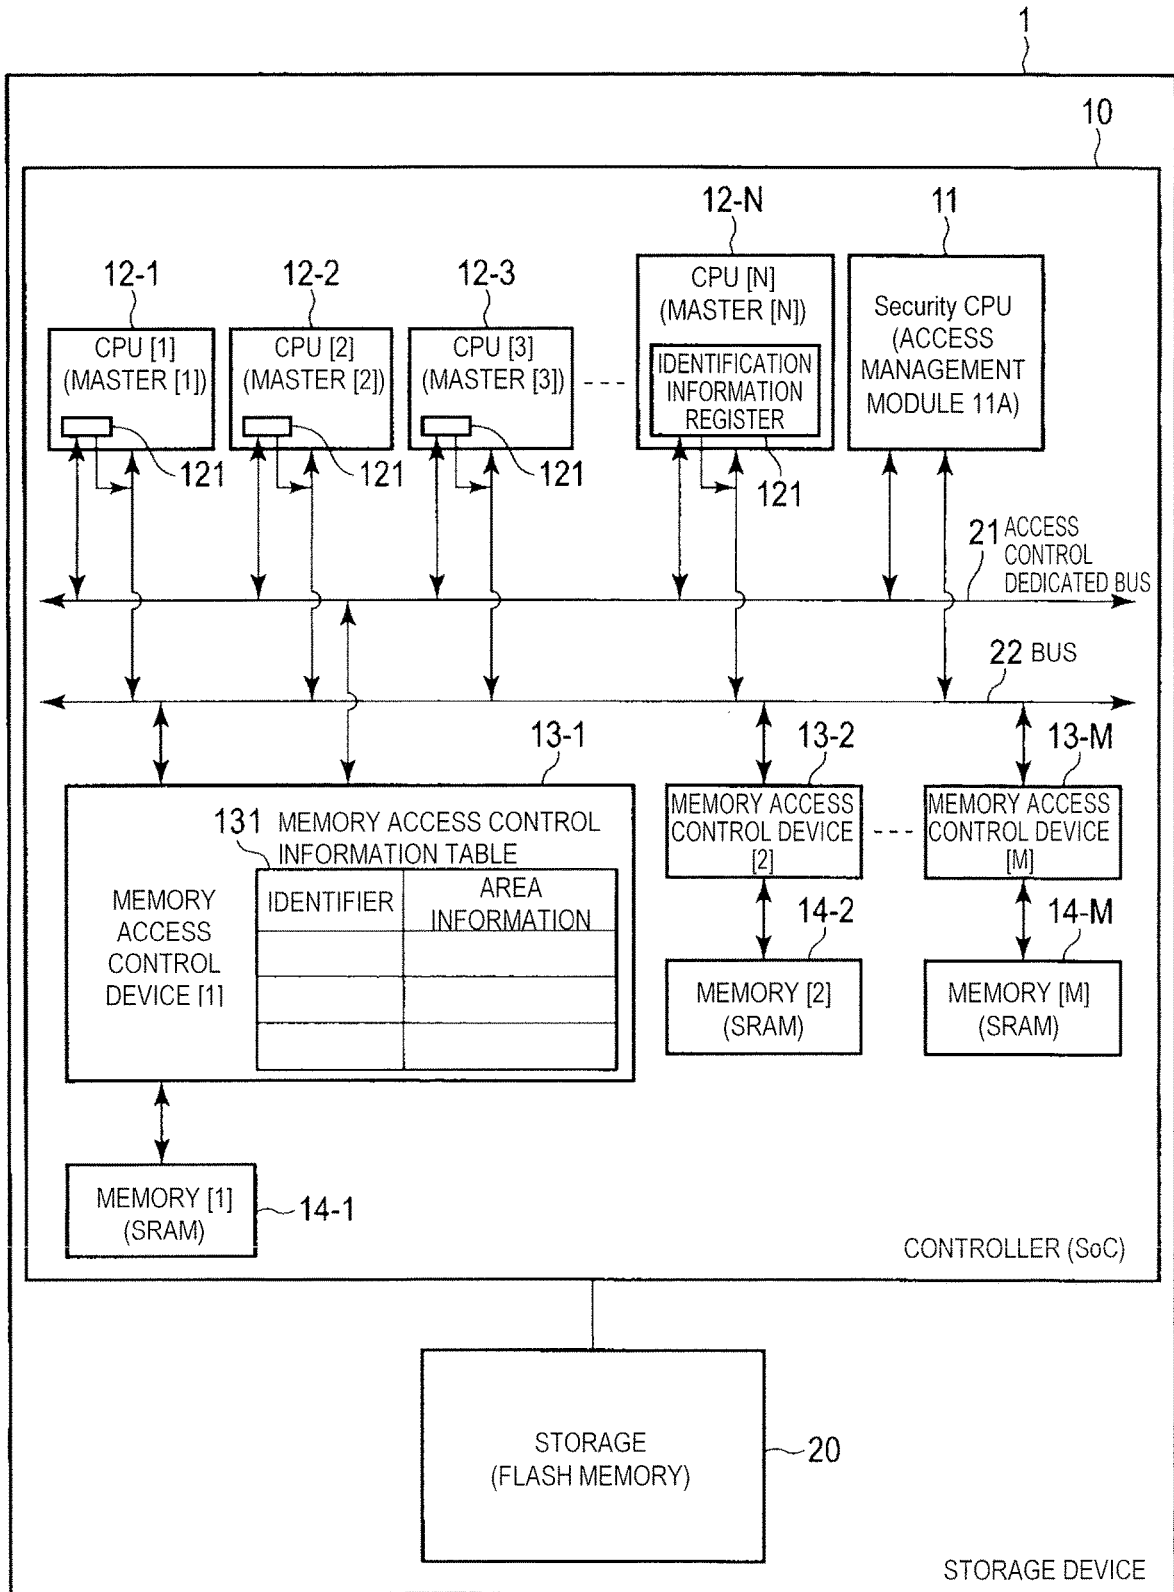 1
10
12-N
11
12-1
12-2
12-3
CPU [1]
(MASTER [1])
CPU [2]
(MASTER [2])
CPU [3]
(MASTER [3])
CPU [N]
(MASTER [N])
IDENTIFICATION
INFORMATION
REGISTER
Security CPU
(ACCESS
MANAGEMENT
MODULE 11A)
121
121
121
121
21 ACCESS
CONTROL
DEDICATED BUS
22 BUS
13-1
13-2
13-M
131 MEMORY ACCESS CONTROL
INFORMATION TABLE
IDENTIFIER
AREA
INFORMATION
MEMORY
ACCESS
CONTROL
DEVICE [1]
MEMORY ACCESS
CONTROL DEVICE
[2]
MEMORY ACCESS
CONTROL DEVICE
[M]
14-2
14-M
MEMORY [2]
(SRAM)
MEMORY [M]
(SRAM)
MEMORY [1]
(SRAM)
14-1
CONTROLLER (SoC)
STORAGE
(FLASH MEMORY)
20
STORAGE DEVICE